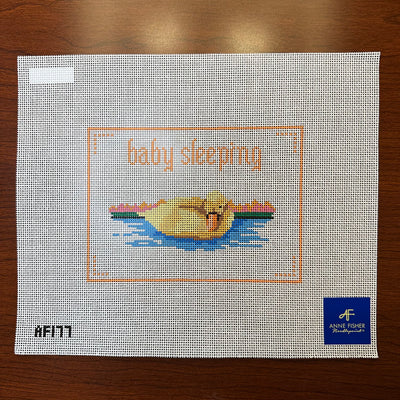 baby sleeping
AF177
AF
ANNE FISHER
Needlepoint